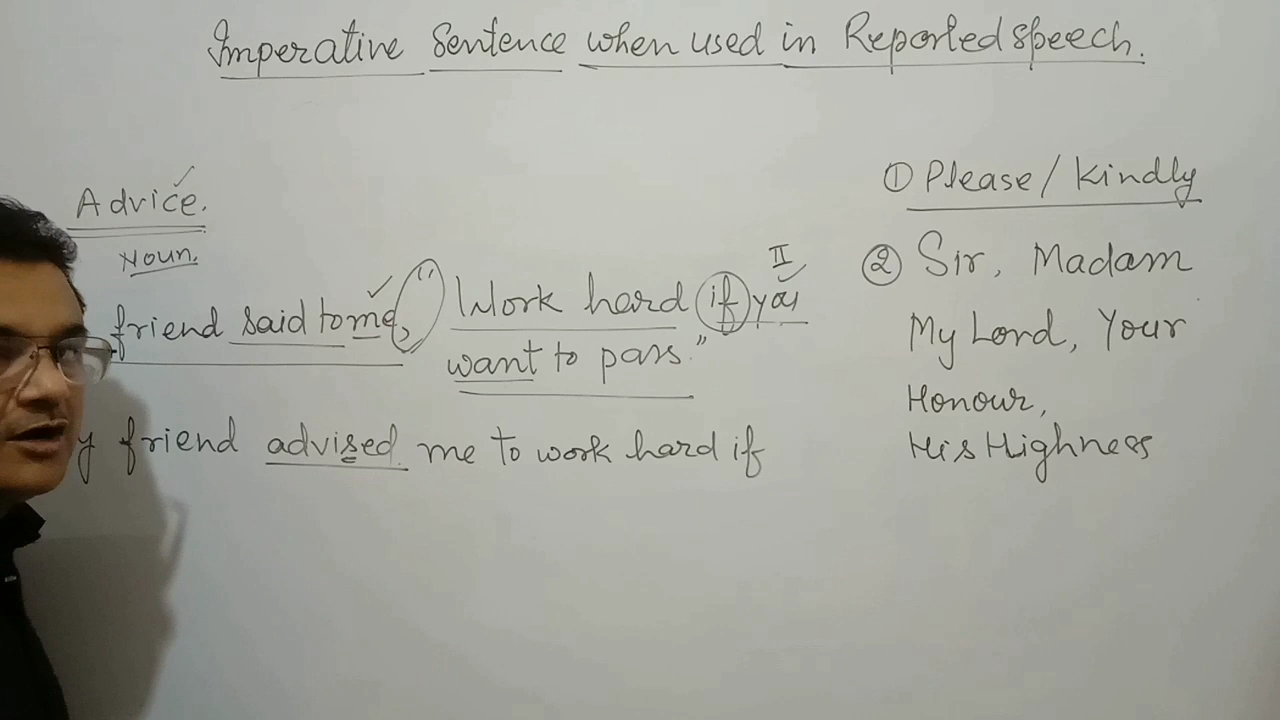 Imperative Sentence when used in Reported speech.
Advice.
Noun.
friend said to me, " Work hard if you
II
want to pass."
y friend advised me to work hard if
① Please / Kindly
② Sir, Madam
My Lord, Your
Honour,
His Highness